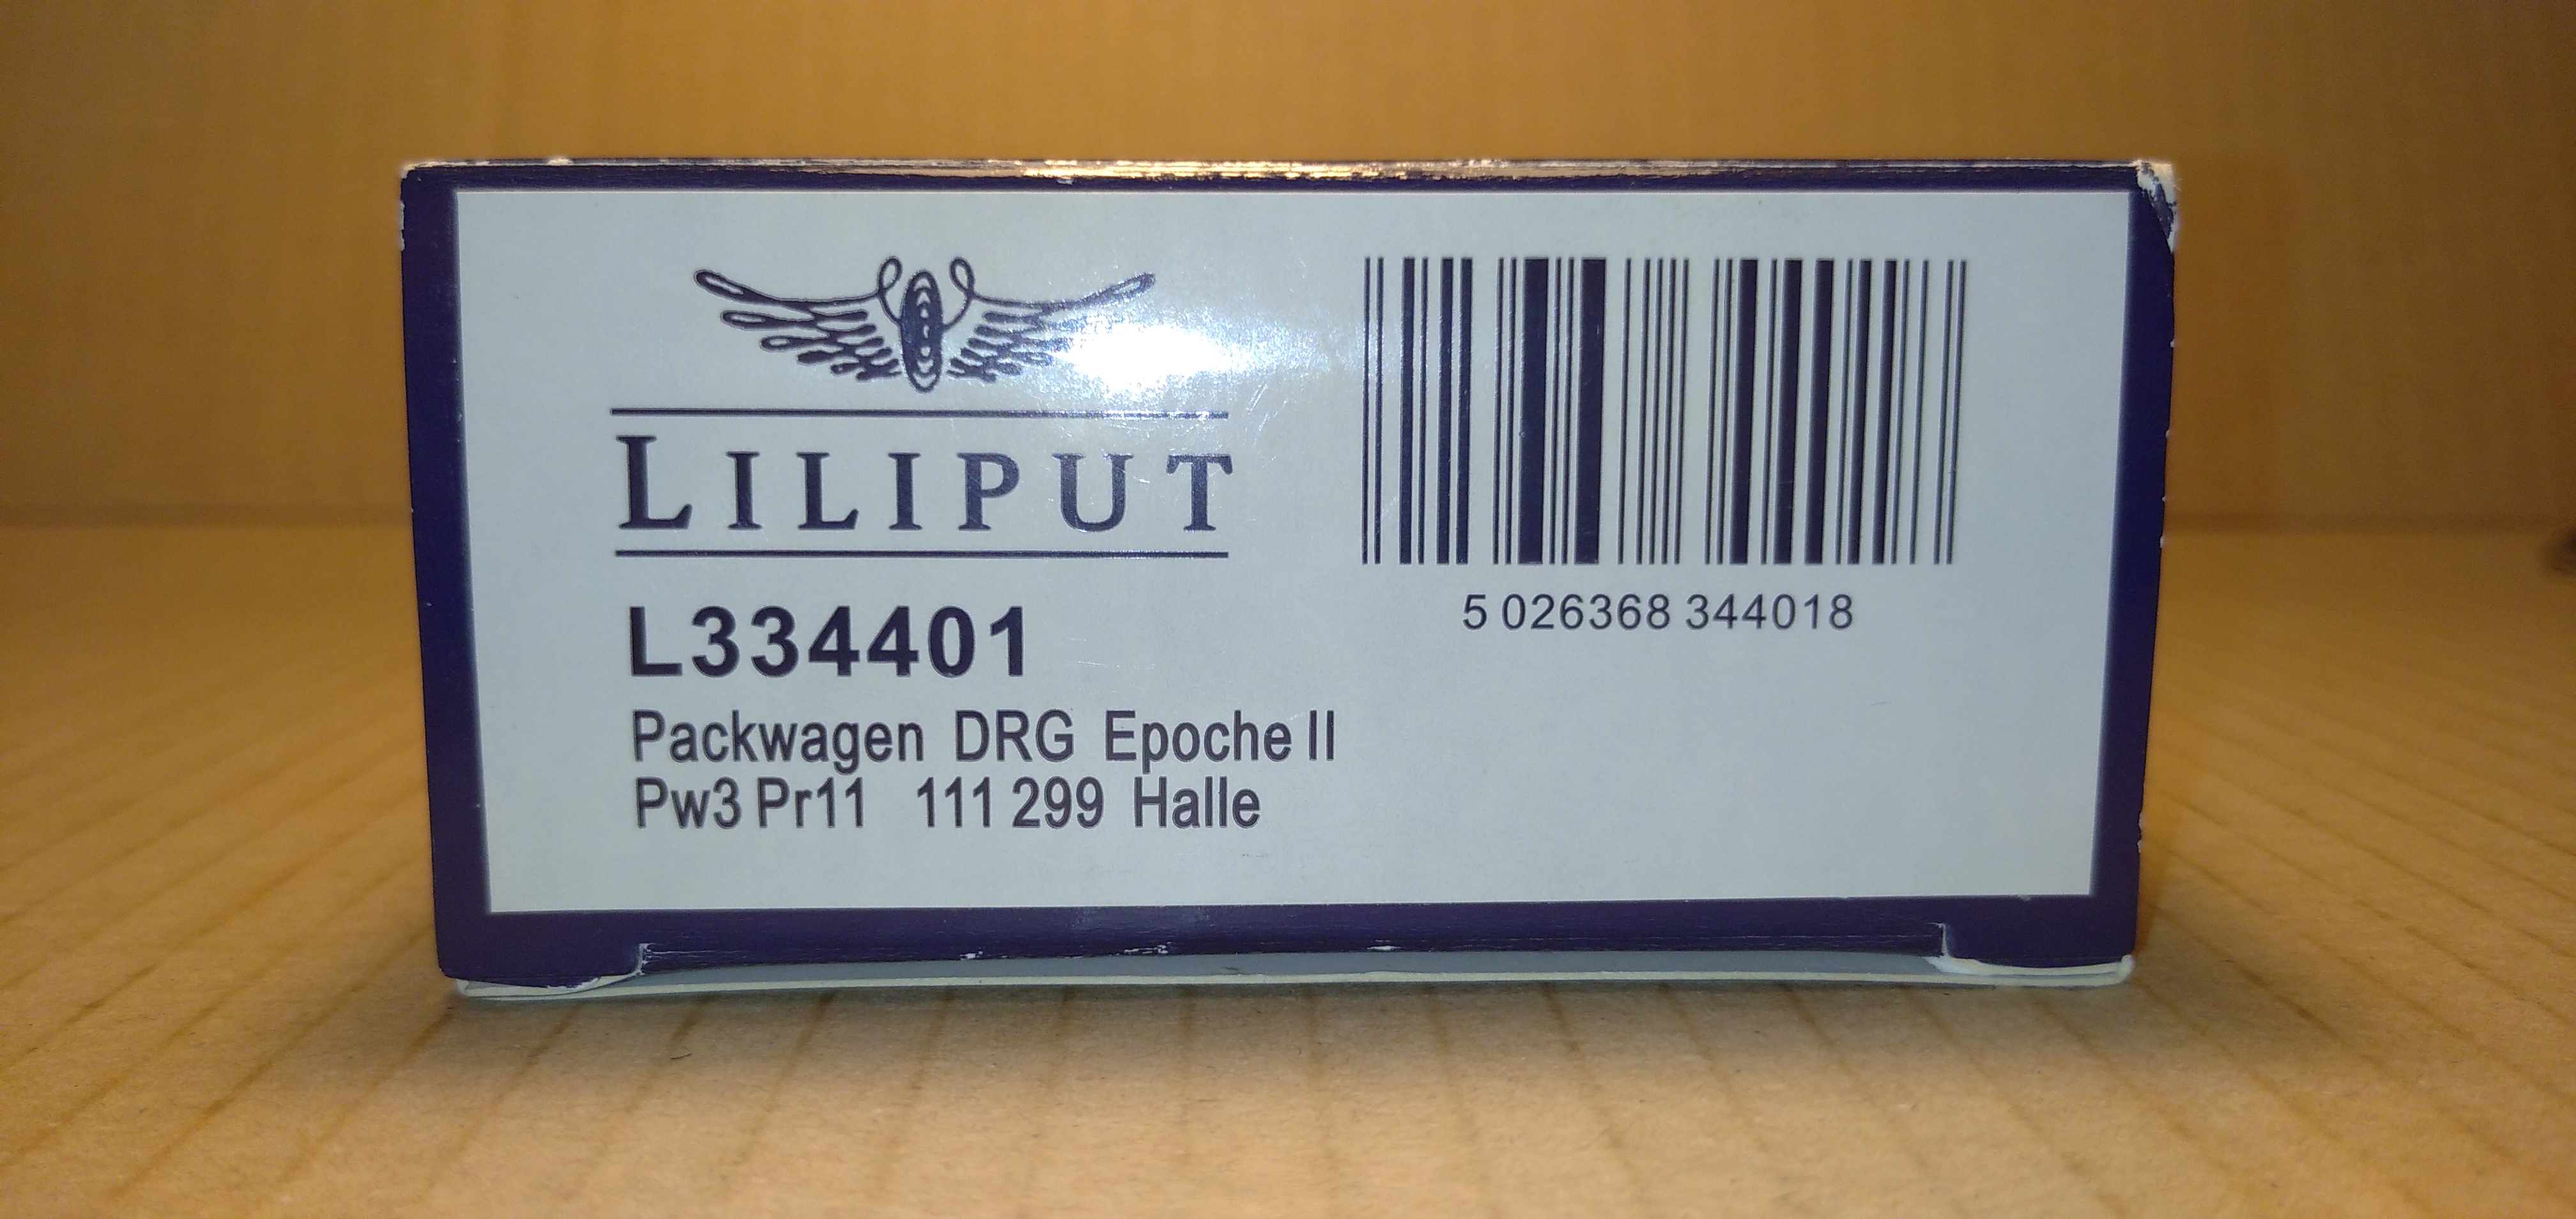 LILIPUT
L334401
Packwagen DRG Epoche II
Pw3 Pr11 111 299 Halle
5 026368 344018